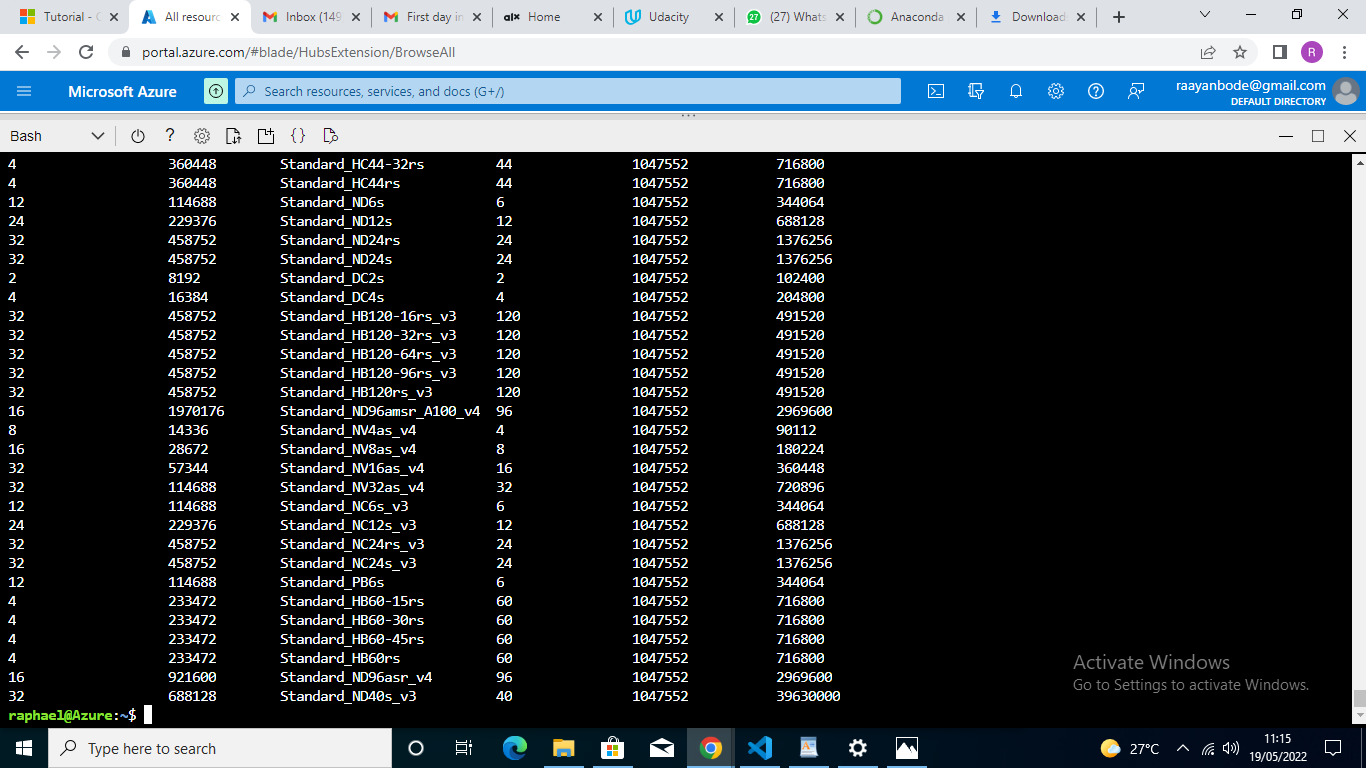 Tutorial - C
All resourc
Inbox (149
First day in
alx Home
Udacity
27 (27) Whats
Anaconda
Download
portal.azure.com/#blade/HubsExtension/BrowseAll
R
Microsoft Azure
Search resources, services, and docs (G+/)
raayanbode@gmail.com
DEFAULT DIRECTORY
Bash
4 360448 Standard_HC44-32rs 44 1047552 716800
4 360448 Standard_HC44rs 44 1047552 716800
12 114688 Standard_ND6s 6 1047552 344064
24 229376 Standard_ND12s 12 1047552 688128
32 458752 Standard_ND24rs 24 1047552 1376256
32 458752 Standard_ND24s 24 1047552 1376256
2 8192 Standard_DC2s 2 1047552 102400
4 16384 Standard_DC4s 4 1047552 204800
32 458752 Standard_HB120-16rs_v3 120 1047552 491520
32 458752 Standard_HB120-32rs_v3 120 1047552 491520
32 458752 Standard_HB120-64rs_v3 120 1047552 491520
32 458752 Standard_HB120-96rs_v3 120 1047552 491520
32 458752 Standard_HB120rs_v3 120 1047552 491520
16 1970176 Standard_ND96amsr_A100_v4 96 1047552 2969600
8 14336 Standard_NV4as_v4 4 1047552 90112
16 28672 Standard_NV8as_v4 8 1047552 180224
32 57344 Standard_NV16as_v4 16 1047552 360448
32 114688 Standard_NV32as_v4 32 1047552 720896
12 114688 Standard_NC6s_v3 6 1047552 344064
24 229376 Standard_NC12s_v3 12 1047552 688128
32 458752 Standard_NC24rs_v3 24 1047552 1376256
32 458752 Standard_NC24s_v3 24 1047552 1376256
12 114688 Standard_PB6s 6 1047552 344064
4 233472 Standard_HB60-15rs 60 1047552 716800
4 233472 Standard_HB60-30rs 60 1047552 716800
4 233472 Standard_HB60-45rs 60 1047552 716800
4 233472 Standard_HB60rs 60 1047552 716800
16 921600 Standard_ND96asr_v4 96 1047552 2969600
32 688128 Standard_ND40s_v3 40 1047552 39630000
raphael@Azure:~$
Activate Windows
Go to Settings to activate Windows.
Type here to search
27°C
11:15
19/05/2022